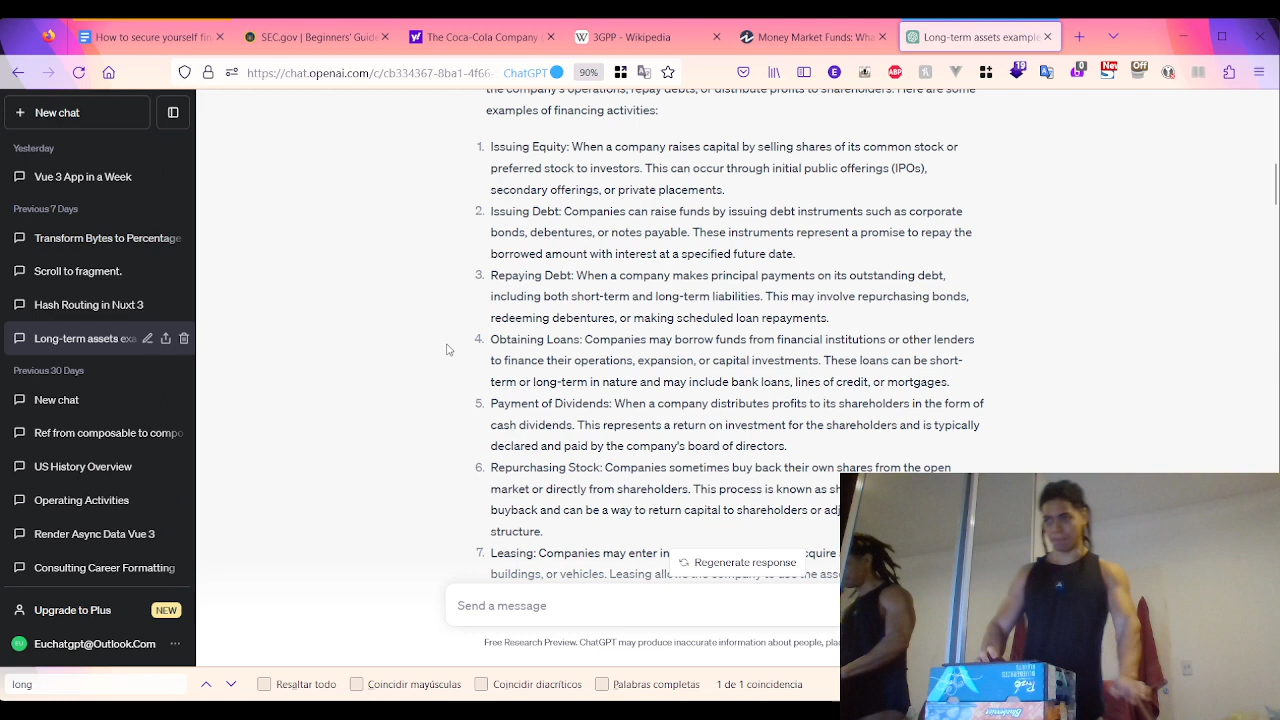 How to secure yourself fin
SEC.gov | Beginners' Guide
The Coca-Cola Company (
3GPP - Wikipedia
Money Market Funds: Wha
Long-term assets example
https://chat.openai.com/c/cb334667-8ba1-4f66-
ChatGPT
90%
19
0
New
Off
New chat
Yesterday
Vue 3 App in a Week
Previous 7 Days
Transform Bytes to Percentage
Scroll to fragment.
Hash Routing in Nuxt 3
Long-term assets exa
Previous 30 Days
New chat
Ref from composable to compo
US History Overview
Operating Activities
Render Async Data Vue 3
Consulting Career Formatting
Upgrade to Plus NEW
Euchatgpt@Outlook.com
the company's operations, repay debts, or distribute profits to shareholders. Here are some
examples of financing activities:
1. Issuing Equity: When a company raises capital by selling shares of its common stock or
preferred stock to investors. This can occur through initial public offerings (IPOs),
secondary offerings, or private placements.
2. Issuing Debt: Companies can raise funds by issuing debt instruments such as corporate
bonds, debentures, or notes payable. These instruments represent a promise to repay the
borrowed amount with interest at a specified future date.
3. Repaying Debt: When a company makes principal payments on its outstanding debt,
including both short-term and long-term liabilities. This may involve repurchasing bonds,
redeeming debentures, or making scheduled loan repayments.
4. Obtaining Loans: Companies may borrow funds from financial institutions or other lenders
to finance their operations, expansion, or capital investments. These loans can be short-
term or long-term in nature and may include bank loans, lines of credit, or mortgages.
5. Payment of Dividends: When a company distributes profits to its shareholders in the form of
cash dividends. This represents a return on investment for the shareholders and is typically
declared and paid by the company's board of directors.
6. Repurchasing Stock: Companies sometimes buy back their own shares from the open
market or directly from shareholders. This process is known as sh
buyback and can be a way to return capital to shareholders or adj
structure.
7. Leasing: Companies may enter in
buildings, or vehicles. Leasing allows the company to use the asse
Regenerate response
Send a message
Free Research Preview. ChatGPT may produce inaccurate information about people, pla
long
Resaltar
Coincidir mayúsculas
Coincidir diacríticos
Palabras completas
1 de 1 coincidencia